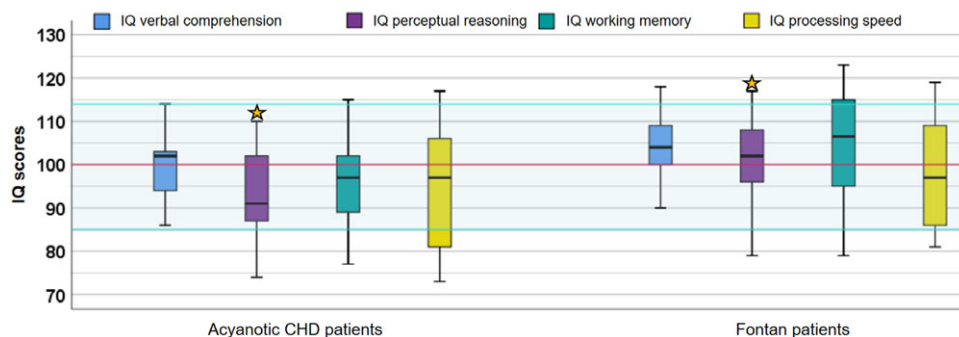 IQ verbal comprehension IQ perceptual reasoning IQ working memory IQ processing speed
130
120
110
100
90
80
70
IQ scores
Acyanotic CHD patients Fontan patients